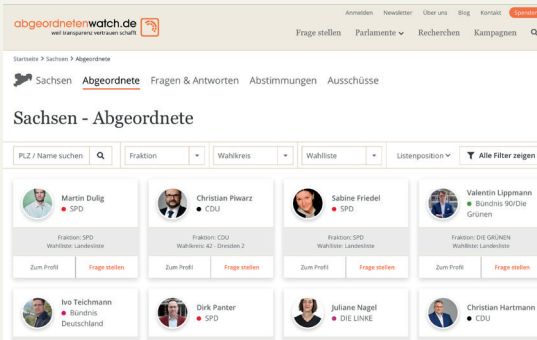 Anmelden Newsletter Über uns Blog Kontakt Spenden
abgeordnetenwatch.de
weil transparenz vertrauen schafft
Frage stellen Parlamente Recherchen Kampagnen
Startseite > Sachsen > Abgeordnete
Sachsen Abgeordnete Fragen & Antworten Abstimmungen Ausschüsse
Sachsen - Abgeordnete
PLZ / Name suchen Fraktion Wahlkreis Wahlliste Listenposition Alle Filter zeigen
Martin Dulig
SPD
Fraktion: SPD
Wahlliste: Landesliste
Zum Profil Frage stellen
Christian Piwarz
CDU
Fraktion: CDU
Wahlkreis: 42 - Dresden 2
Zum Profil Frage stellen
Sabine Friedel
SPD
Fraktion: SPD
Wahlliste: Landesliste
Zum Profil Frage stellen
Valentin Lippmann
Bündnis 90/Die
Grünen
Fraktion: DIE GRÜNEN
Wahlliste: Landesliste
Zum Profil Frage stellen
Ivo Teichmann
Bündnis
Deutschland
Dirk Panter
SPD
Juliane Nagel
DIE LINKE
Christian Hartmann
CDU